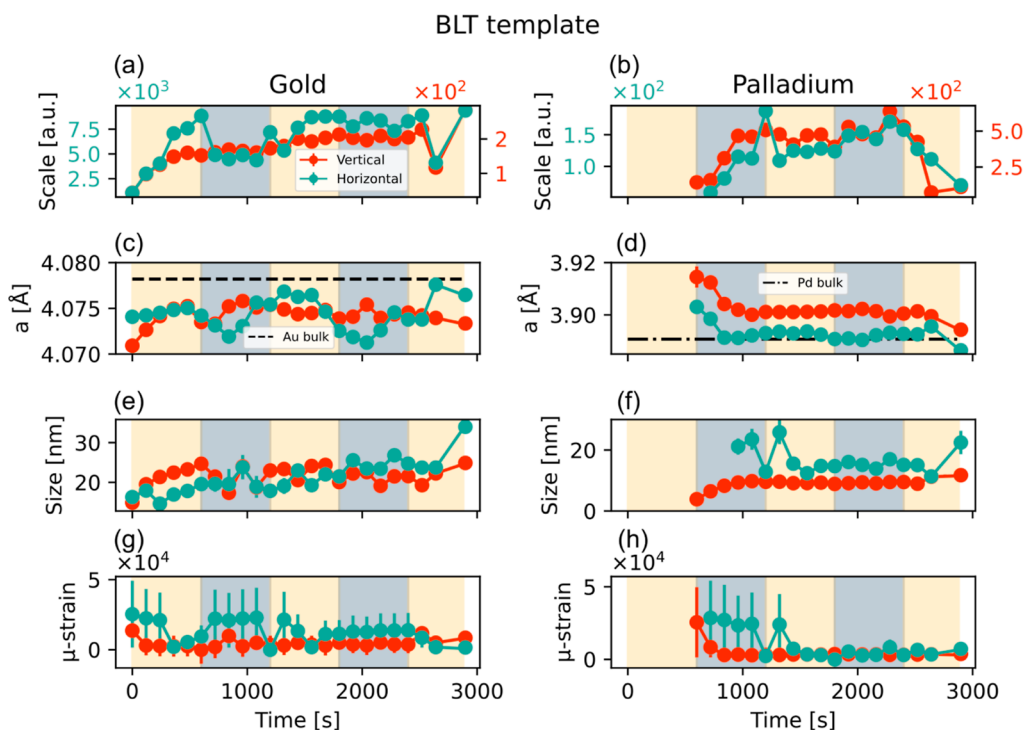 BLT template
(a) Gold (b) Palladium
×10³ ×10² ×10² ×10²
Scale [a.u.] 7.5 5.0 2.5 2 1 Vertical Horizontal
Scale [a.u.] 1.5 1.0 5.0 2.5
(c) (d)
a [Å] 4.080 4.075 4.070 Au bulk
a [Å] 3.92 3.90 Pd bulk
(e) (f)
Size [nm] 30 20
Size [nm] 20 0
(g) ×10⁴ (h) ×10⁴
μ-strain 5 0
μ-strain 5 0
0 1000 2000 3000 0 1000 2000 3000
Time [s] Time [s]